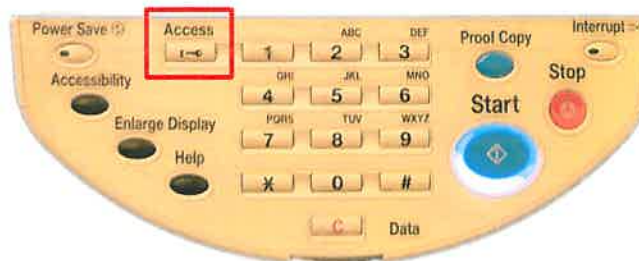 Power Save
Access
Interrupt
ABC
DEF
Proof Copy
1
2
3
Accessibility
GHI
JKL
MNO
Stop
4
5
6
Start
Enlarge Display
PQRS
TUV
WXYZ
7
8
9
Help
X
0
#
C
Data